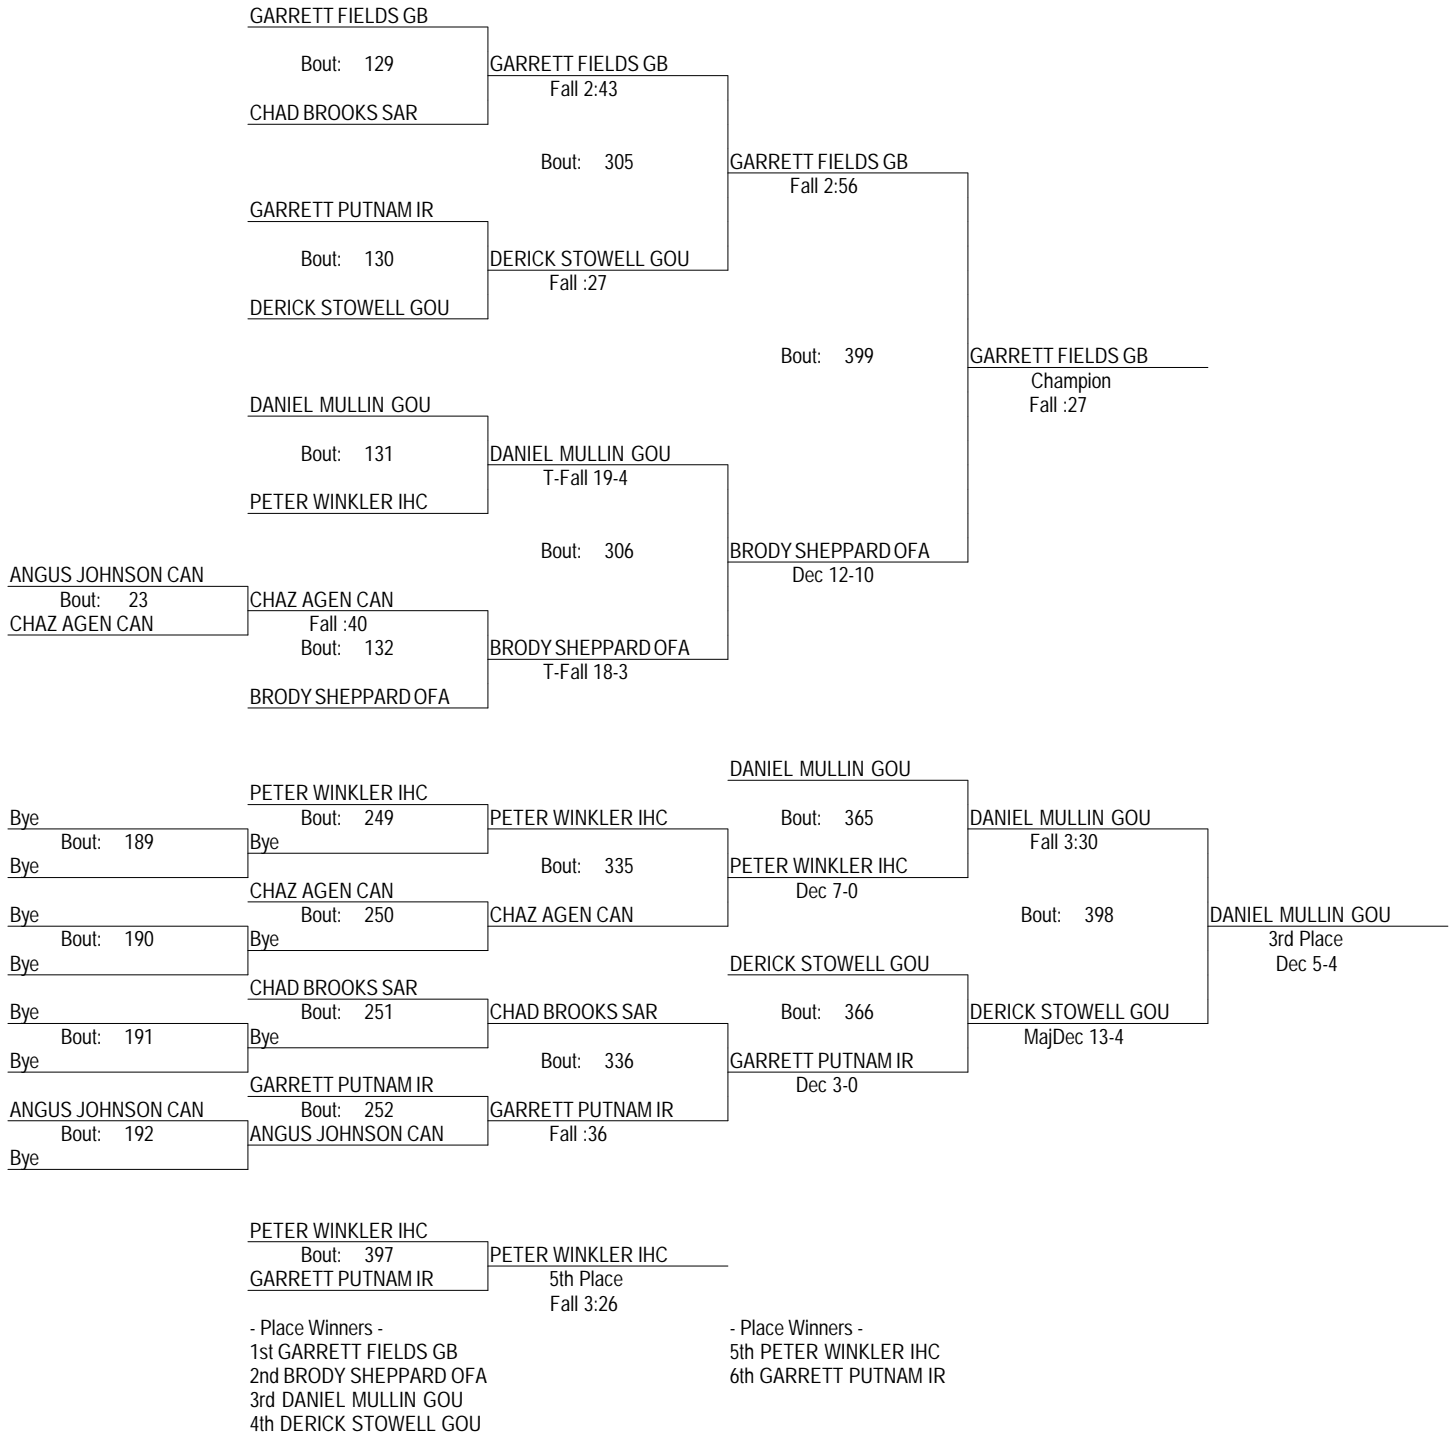 GARRETT FIELDS GB
Bout: 129
GARRETT FIELDS GB
Fall 2:43
CHAD BROOKS SAR
Bout: 305
GARRETT FIELDS GB
Fall 2:56
GARRETT PUTNAM IR
Bout: 130
DERICK STOWELL GOU
Fall :27
DERICK STOWELL GOU
Bout: 399
GARRETT FIELDS GB
Champion
Fall :27
DANIEL MULLIN GOU
Bout: 131
DANIEL MULLIN GOU
T-Fall 19-4
PETER WINKLER IHC
Bout: 306
BRODY SHEPPARD OFA
Dec 12-10
ANGUS JOHNSON CAN
Bout: 23
CHAZ AGEN CAN
CHAZ AGEN CAN
Fall :40
Bout: 132
BRODY SHEPPARD OFA
T-Fall 18-3
BRODY SHEPPARD OFA
DANIEL MULLIN GOU
PETER WINKLER IHC
Bye
Bout: 249
PETER WINKLER IHC
Bout: 365
DANIEL MULLIN GOU
Bout: 189
Bye
Fall 3:30
Bye
Bout: 335
PETER WINKLER IHC
CHAZ AGEN CAN
Dec 7-0
Bye
Bout: 250
CHAZ AGEN CAN
Bout: 398
DANIEL MULLIN GOU
Bout: 190
Bye
3rd Place
Bye
DERICK STOWELL GOU
Dec 5-4
CHAD BROOKS SAR
Bye
Bout: 251
CHAD BROOKS SAR
Bout: 366
DERICK STOWELL GOU
Bout: 191
Bye
MajDec 13-4
Bye
Bout: 336
GARRETT PUTNAM IR
GARRETT PUTNAM IR
Dec 3-0
ANGUS JOHNSON CAN
Bout: 252
GARRETT PUTNAM IR
Bout: 192
ANGUS JOHNSON CAN
Fall :36
Bye
PETER WINKLER IHC
Bout: 397
PETER WINKLER IHC
GARRETT PUTNAM IR
5th Place
Fall 3:26
- Place Winners -
1st GARRETT FIELDS GB
2nd BRODY SHEPPARD OFA
3rd DANIEL MULLIN GOU
4th DERICK STOWELL GOU
- Place Winners -
5th PETER WINKLER IHC
6th GARRETT PUTNAM IR